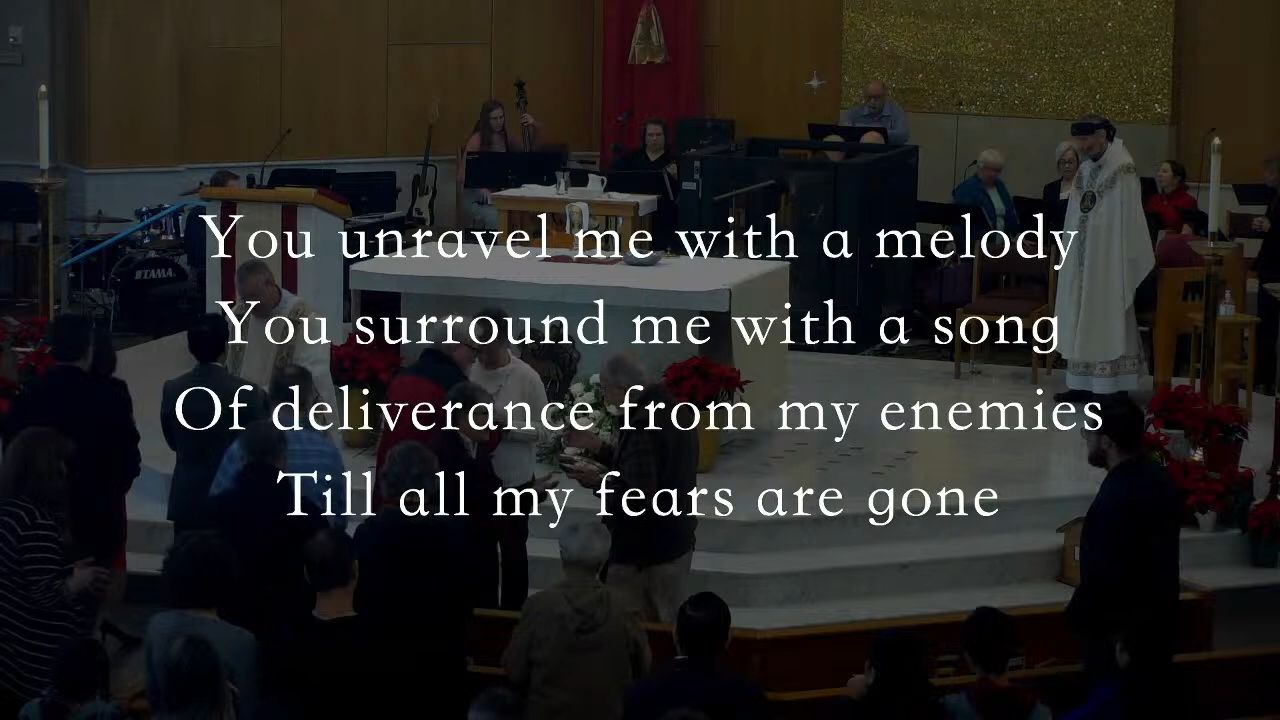 You unravel me with a melody
You surround me with a song
Of deliverance from my enemies
Till all my fears are gone
TAMA